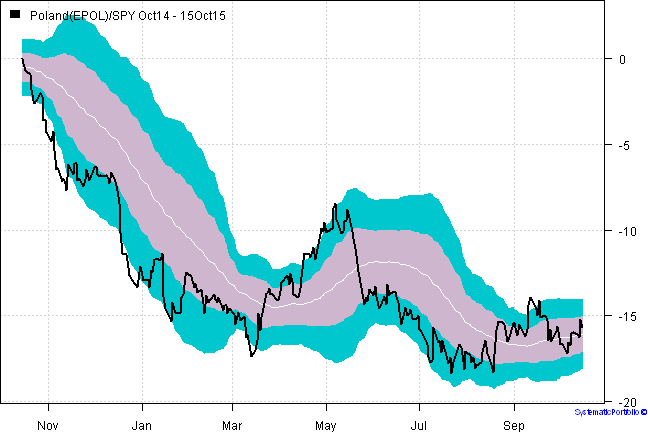 Poland(EPOL)/SPY Oct14 - 15Oct15
0
-5
-10
-15
-20
Nov Jan Mar May Jul Sep
SystematicPortfolio ©